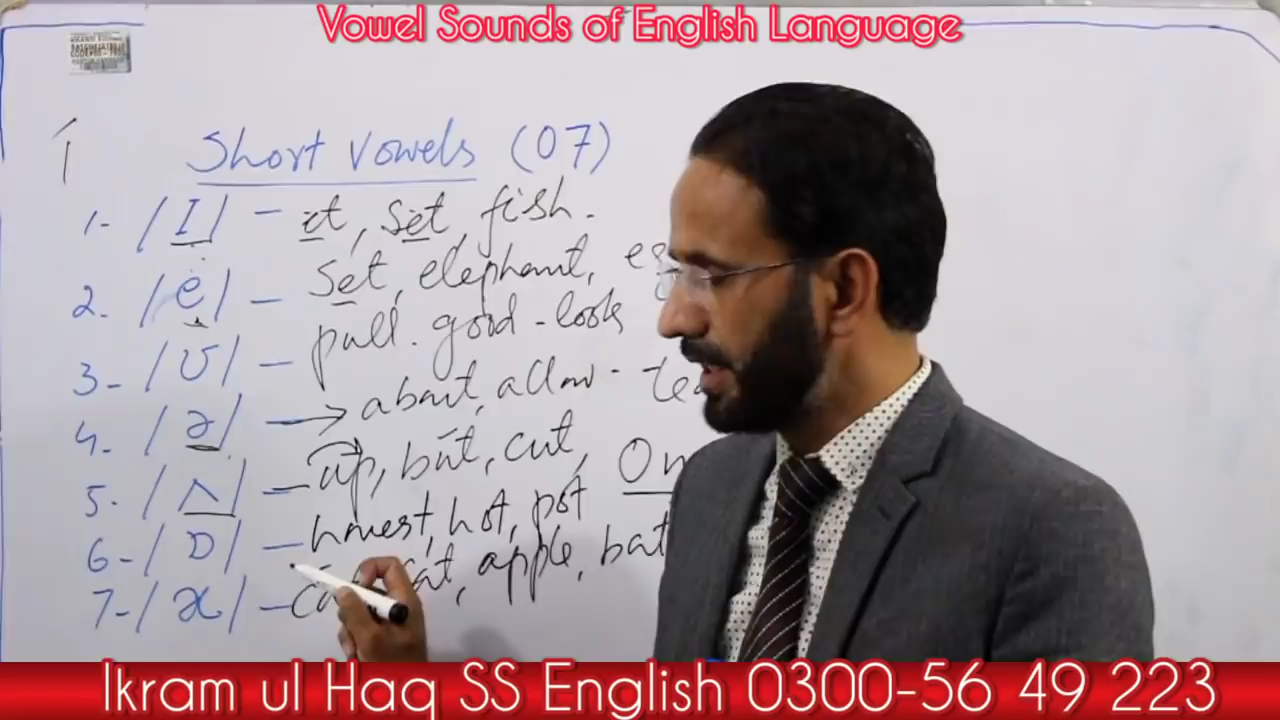 Vowel Sounds of English Language
Short Vowels (07)
1- /I/ - it, set, fish.
2. /e/ - Set, elephant,
3- /ʊ/ - pull. good - look
4. /ə/ → about, allow -
5- /ʌ/ - up, but, cut,
6- /ɒ/ - honest, hot, pot
7- /æ/ - apple, bat
Ikram ul Haq SS English 0300-56 49 223